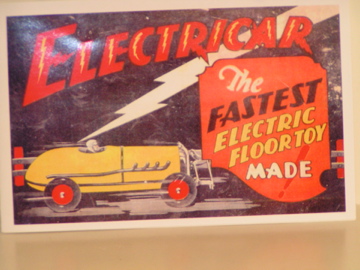 ELECTRICAR
The
FASTEST
ELECTRIC
FLOOR TOY
MADE!